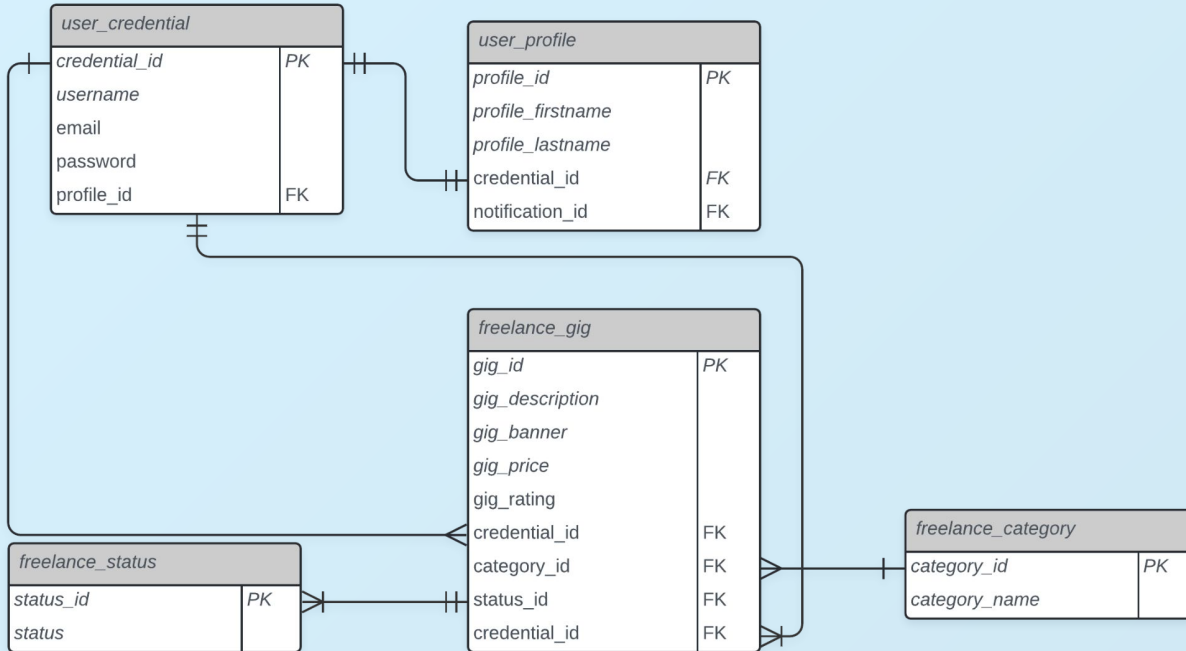 user_credential
credential_id PK
username
email
password
profile_id FK
user_profile
profile_id PK
profile_firstname
profile_lastname
credential_id FK
notification_id FK
freelance_gig
gig_id PK
gig_description
gig_banner
gig_price
gig_rating
credential_id FK
category_id FK
status_id FK
credential_id FK
freelance_status
status_id PK
status
freelance_category
category_id PK
category_name